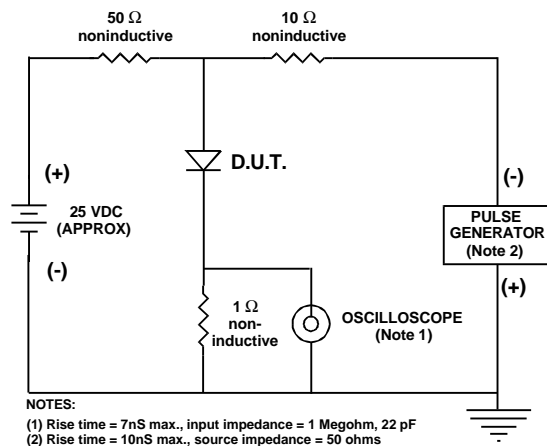 50 Ω
noninductive
10 Ω
noninductive
D.U.T.
(+)
25 VDC
(APPROX)
(-)
(-)
PULSE
GENERATOR
(Note 2)
(+)
1 Ω
non-
inductive
OSCILLOSCOPE
(Note 1)
NOTES:
(1) Rise time = 7nS max., input impedance = 1 Megohm, 22 pF
(2) Rise time = 10nS max., source impedance = 50 ohms